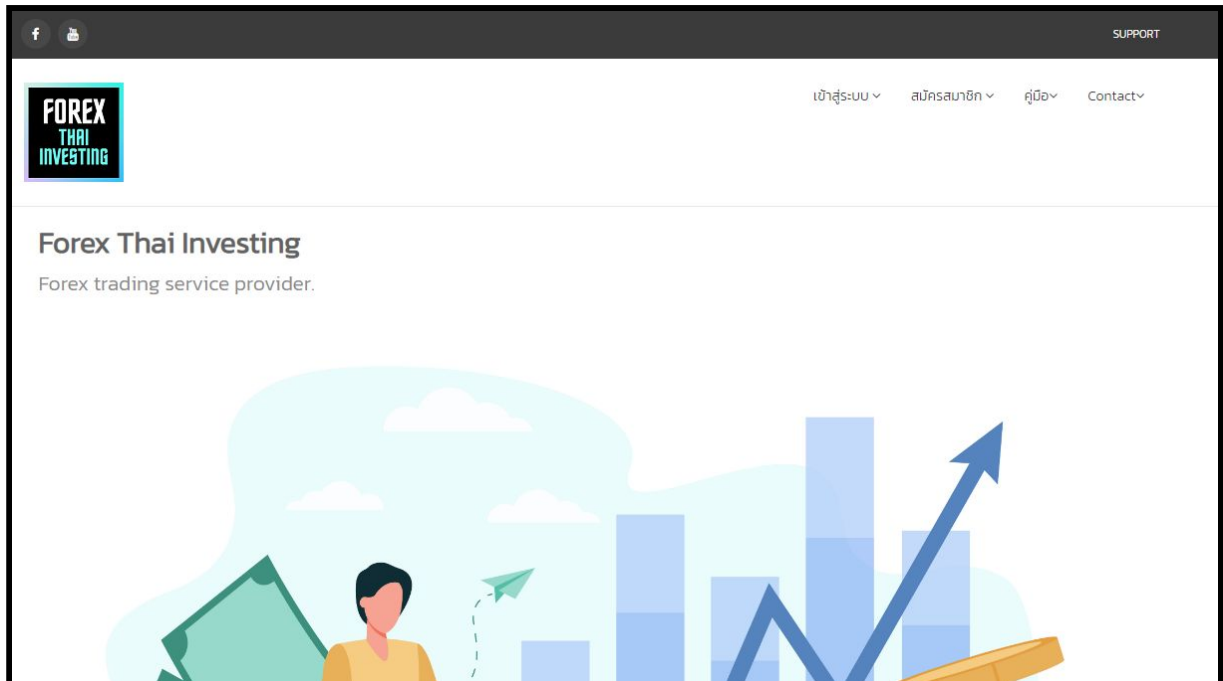 SUPPORT
FOREX
THAI
INVESTING
เข้าสู่ระบบ
สมัครสมาชิก
คู่มือ
Contact
Forex Thai Investing
Forex trading service provider.